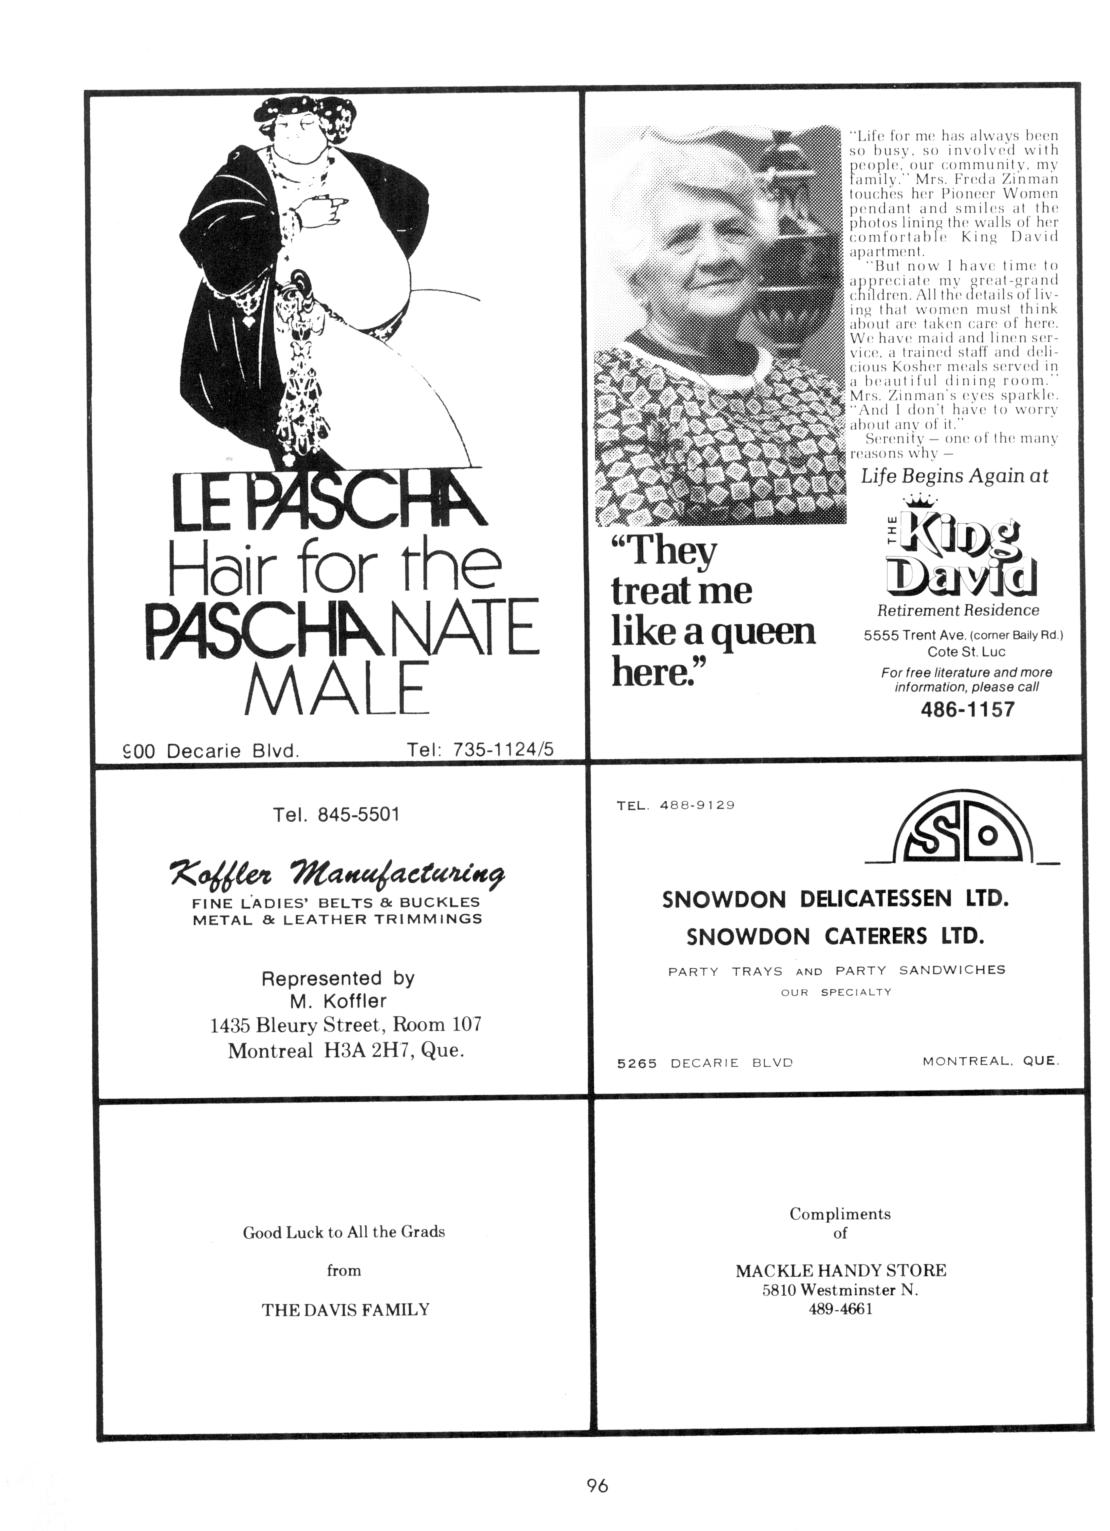 LE PASCHA
Hair for the
PASCHANATE
MALE
900 Decarie Blvd. Tel: 735-1124/5
"Life for me has always been
so busy, so involved with
people, our community, my
family." Mrs. Freda Zinman
touches her Pioneer Women
pendant and smiles at the
photos lining the walls of her
comfortable King David
apartment.
"But now I have time to
appreciate my great-grand
children. All the details of liv-
ing that women must think
about are taken care of here.
We have maid and linen ser-
vice, a trained staff and deli-
cious Kosher meals served in
a beautiful dining room."
Mrs. Zinman's eyes sparkle.
"And I don't have to worry
about any of it."
Serenity — one of the many
reasons why —
Life Begins Again at
THE King
David
Retirement Residence
5555 Trent Ave. (corner Baily Rd.)
Cote St. Luc
For free literature and more
information, please call
486-1157
"They
treat me
like a queen
here."
Tel. 845-5501
Koffler Manufacturing
FINE LADIES' BELTS & BUCKLES
METAL & LEATHER TRIMMINGS
Represented by
M. Koffler
1435 Bleury Street, Room 107
Montreal H3A 2H7, Que.
TEL. 488-9129
SD
SNOWDON DELICATESSEN LTD.
SNOWDON CATERERS LTD.
PARTY TRAYS AND PARTY SANDWICHES
OUR SPECIALTY
5265 DECARIE BLVD MONTREAL, QUE.
Good Luck to All the Grads
from
THE DAVIS FAMILY
Compliments
of
MACKLE HANDY STORE
5810 Westminster N.
489-4661
96